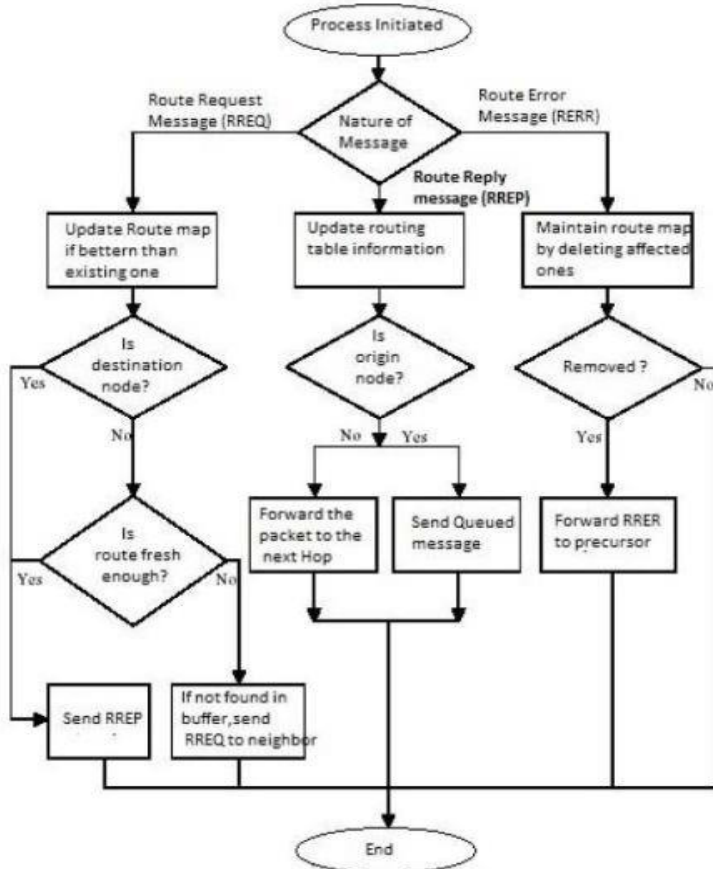 Process Initiated
Route Request
Message (RREQ)
Nature of
Message
Route Error
Message (RERR)
Route Reply
message (RREP)
Update Route map
if bettern than
existing one
Update routing
table information
Maintain route map
by deleting affected
ones
Is
destination
node?
Yes
No
Is
origin
node?
No
Yes
Removed ?
No
Yes
Is
route fresh
enough?
Yes
No
Forward the
packet to the
next Hop
Send Queued
message
Forward RRER
to precursor
Send RREP
If not found in
buffer,send
RREQ to neighbor
End